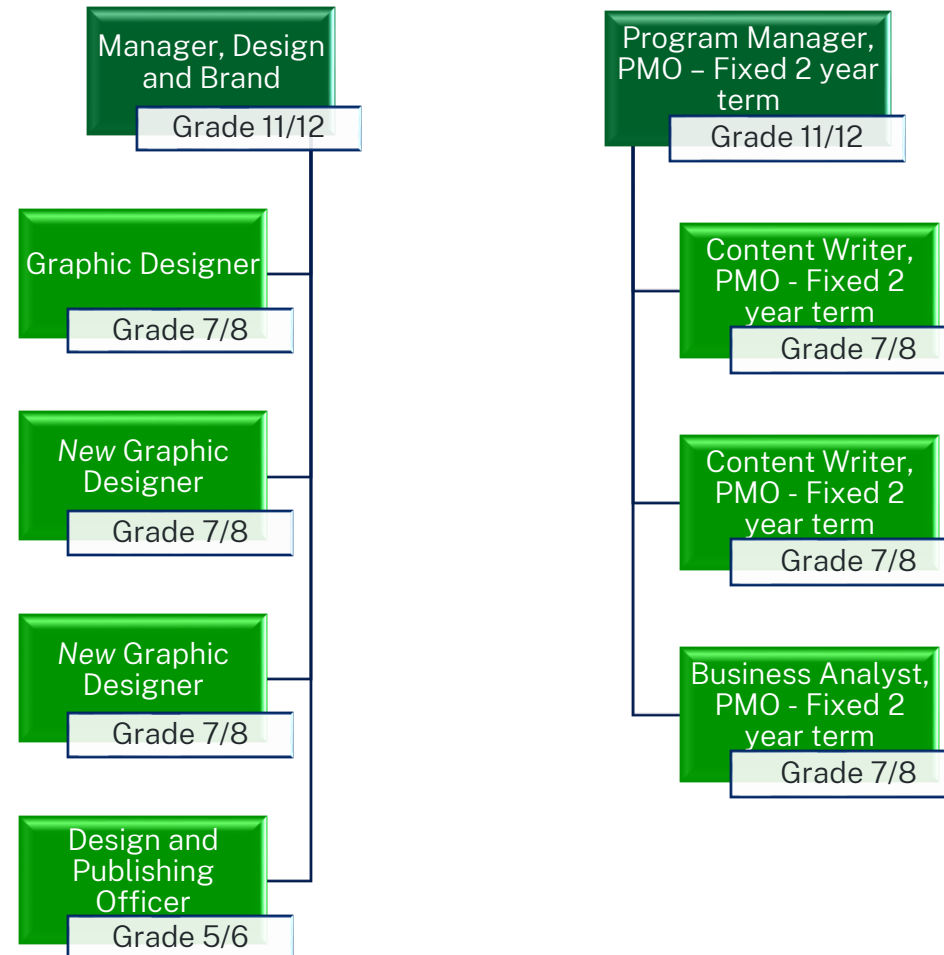 Manager, Design
and Brand
Grade 11/12
Graphic Designer
Grade 7/8
New Graphic
Designer
Grade 7/8
New Graphic
Designer
Grade 7/8
Design and
Publishing
Officer
Grade 5/6
Program Manager,
PMO – Fixed 2 year
term
Grade 11/12
Content Writer,
PMO - Fixed 2
year term
Grade 7/8
Content Writer,
PMO - Fixed 2
year term
Grade 7/8
Business Analyst,
PMO - Fixed 2
year term
Grade 7/8